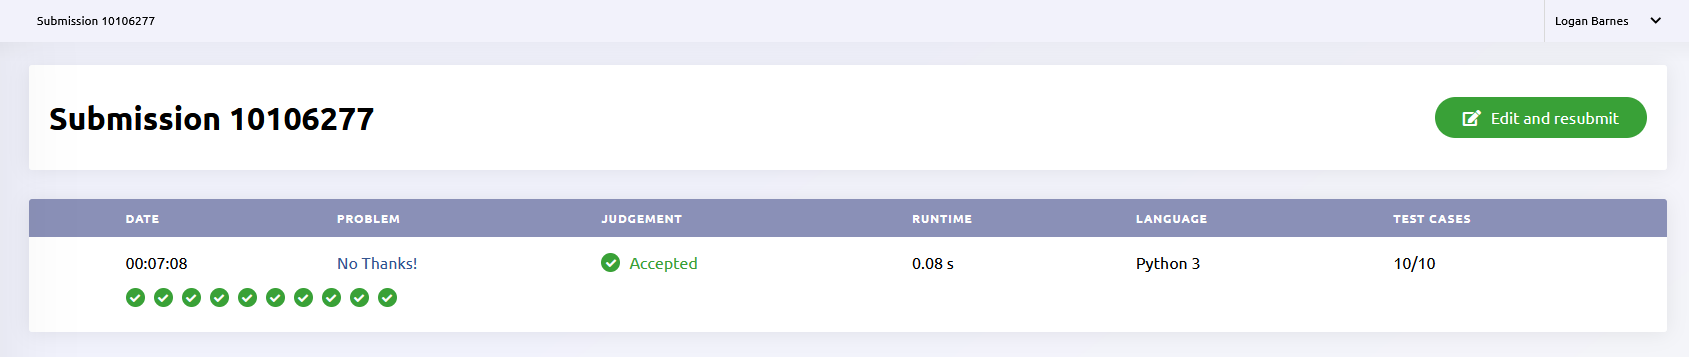 Submission 10106277
Logan Barnes
Submission 10106277
Edit and resubmit
DATE PROBLEM JUDGEMENT RUNTIME LANGUAGE TEST CASES
00:07:08 No Thanks! Accepted 0.08 s Python 3 10/10